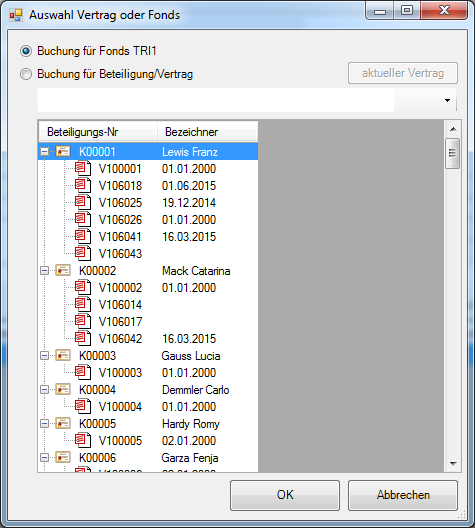 Auswahl Vertrag oder Fonds
Buchung für Fonds TRI1
Buchung für Beteiligung/Vertrag
aktueller Vertrag
Beteiligungs-Nr Bezeichner
K00001 Lewis Franz
V100001 01.01.2000
V106018 01.06.2015
V106025 19.12.2014
V106026 01.01.2000
V106041 16.03.2015
V106043
K00002 Mack Catarina
V100002 01.01.2000
V106014
V106017
V106042 16.03.2015
K00003 Gauss Lucia
V100003 01.01.2000
K00004 Demmler Carlo
V100004 01.01.2000
K00005 Hardy Romy
V100005 02.01.2000
K00006 Garza Fenja
OK Abbrechen